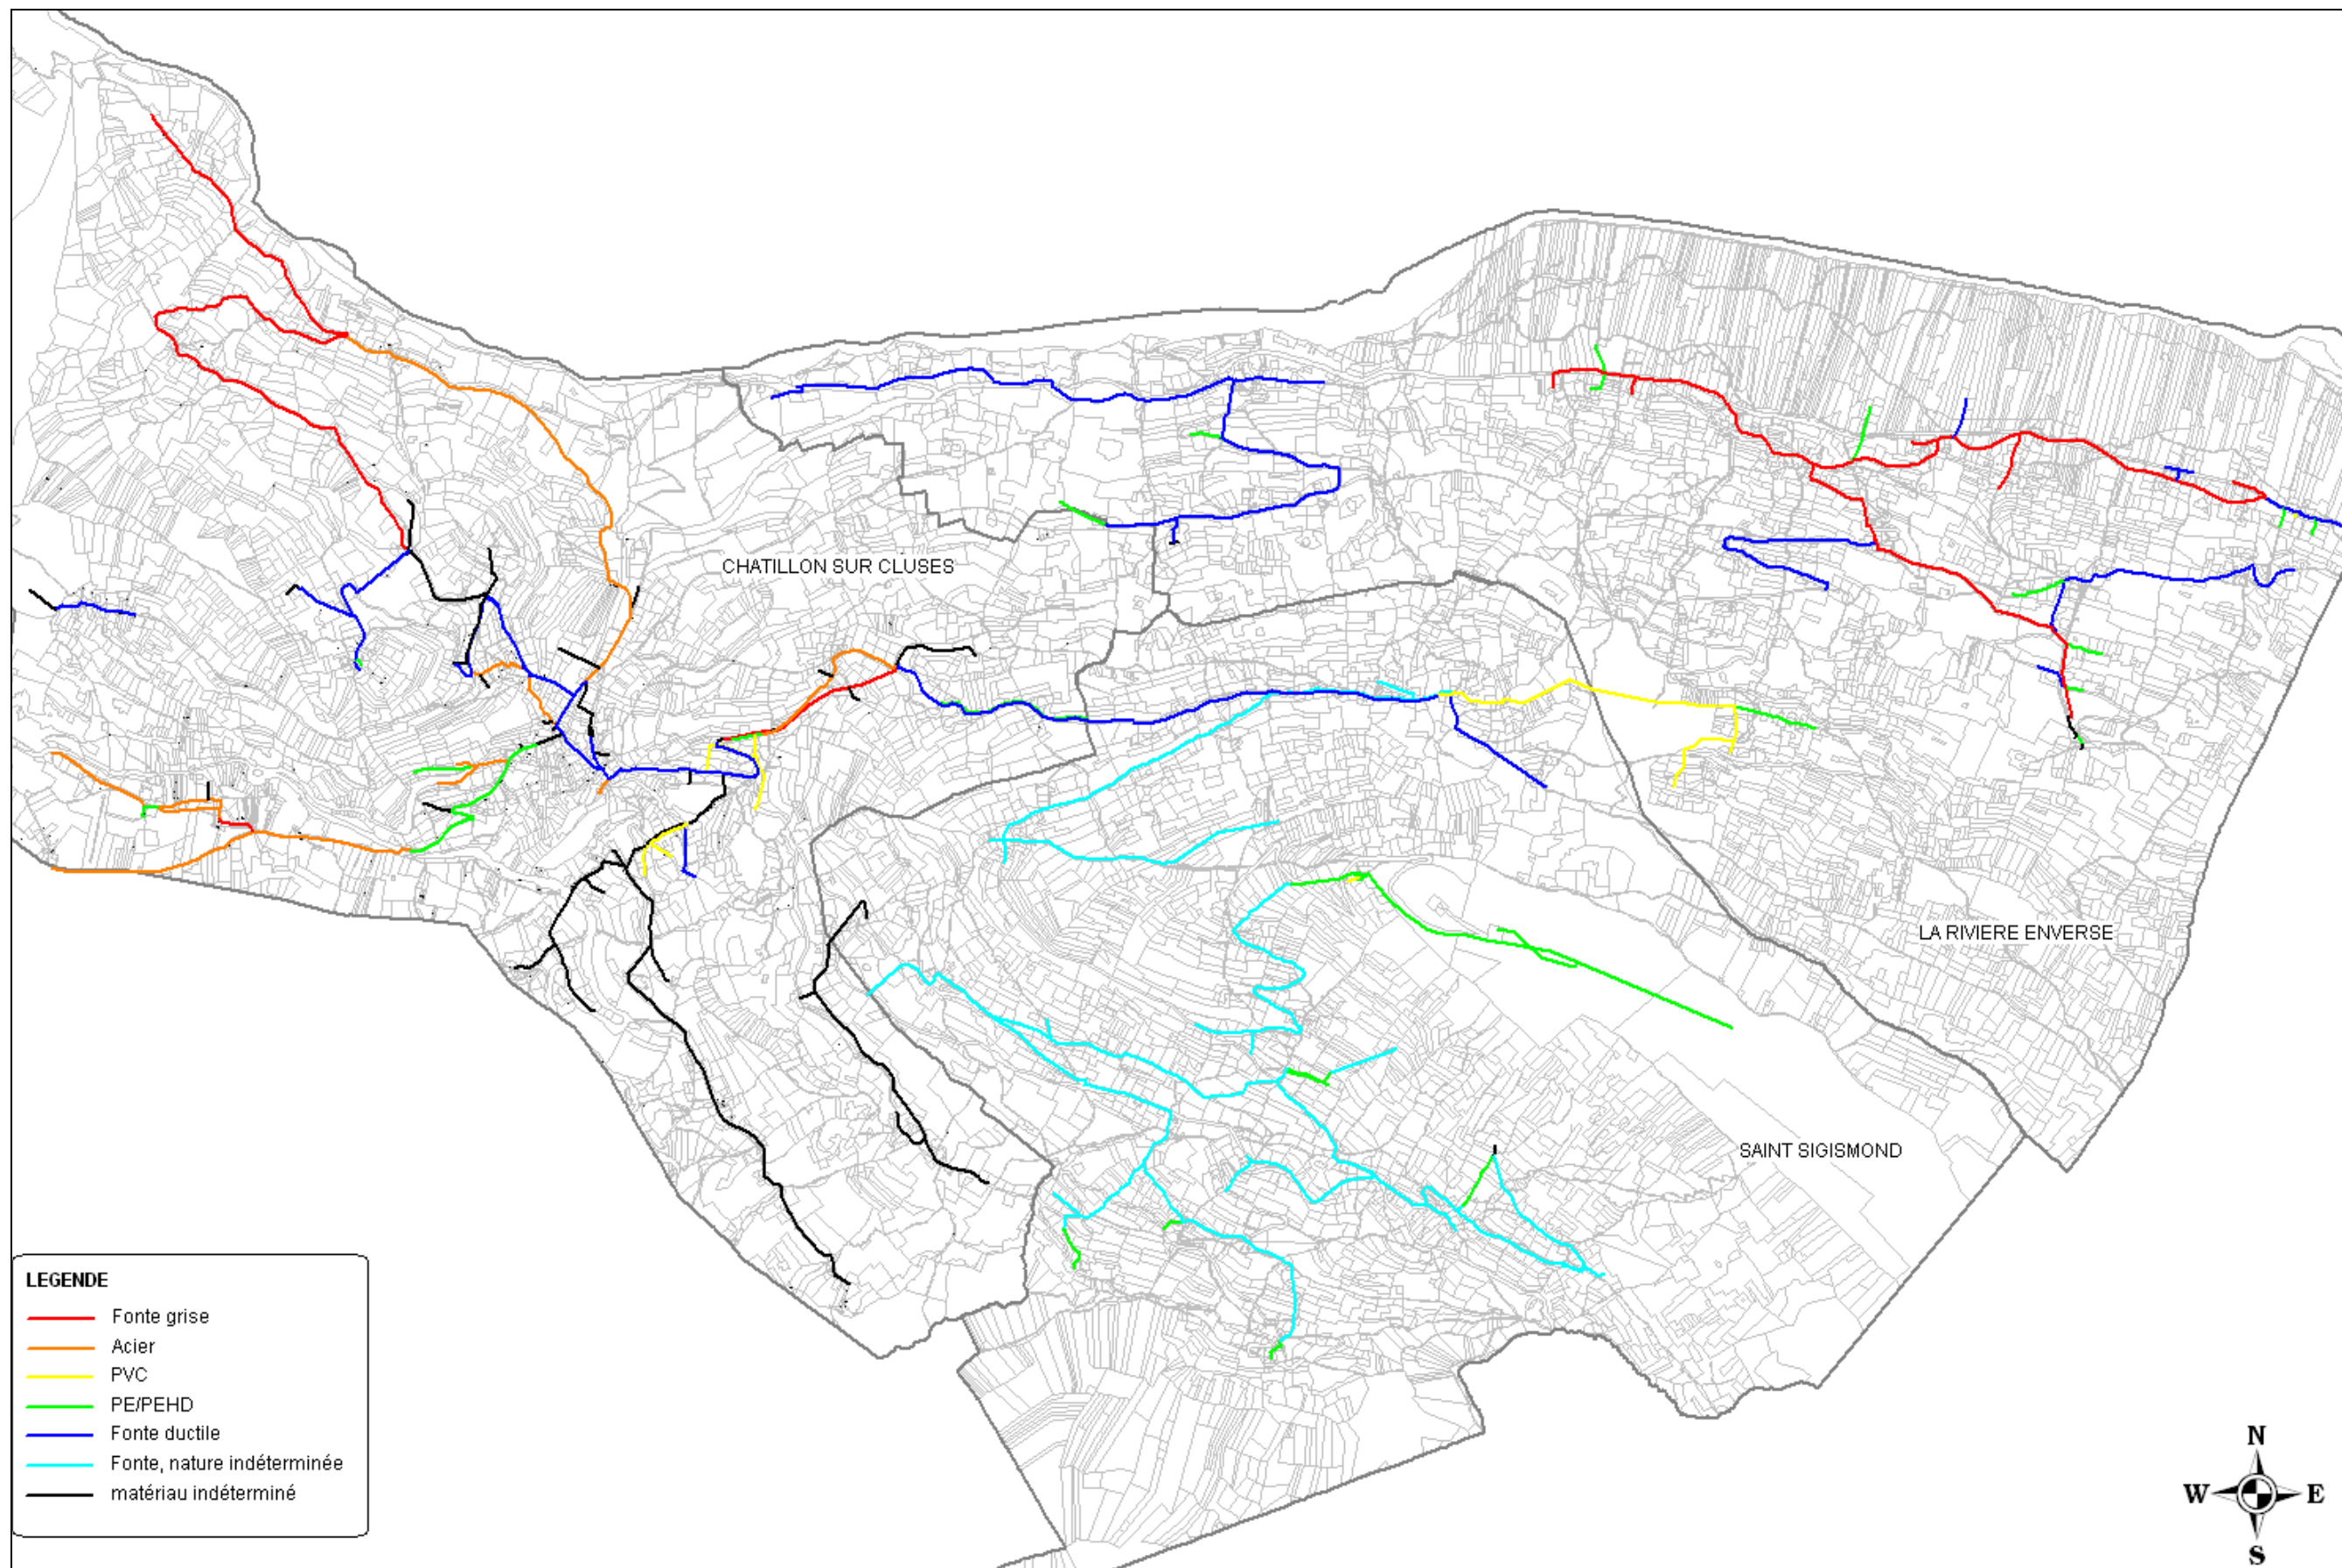 CHATILLON SUR CLUSES
LA RIVIERE ENVERSE
SAINT SIGISMOND
LEGENDE
Fonte grise
Acier
PVC
PE/PEHD
Fonte ductile
Fonte, nature indéterminée
matériau indéterminé
N
W E
S